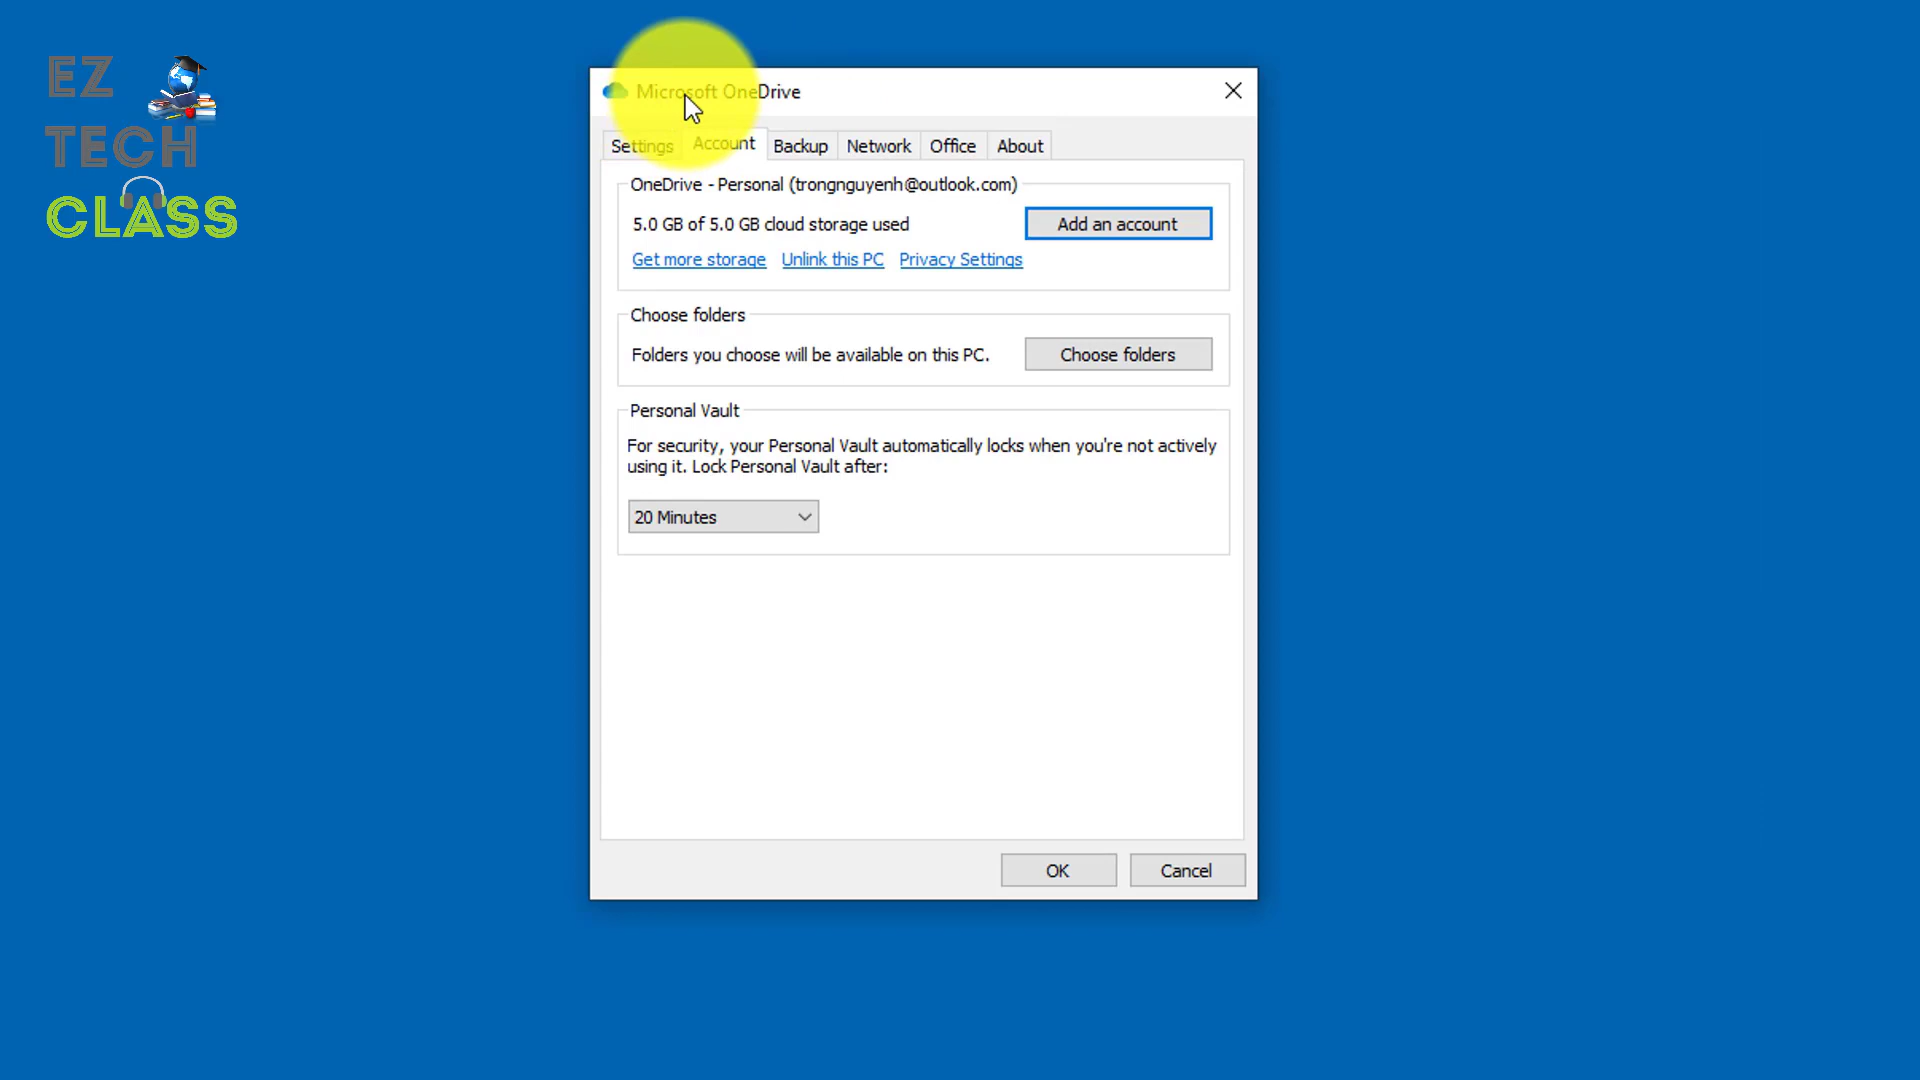 EZ
TECH
CLASS
Microsoft OneDrive
Settings Account Backup Network Office About
OneDrive - Personal (trongnguyenh@outlook.com)
5.0 GB of 5.0 GB cloud storage used
Add an account
Get more storage Unlink this PC Privacy Settings
Choose folders
Folders you choose will be available on this PC.
Choose folders
Personal Vault
For security, your Personal Vault automatically locks when you're not actively
using it. Lock Personal Vault after:
20 Minutes
OK Cancel